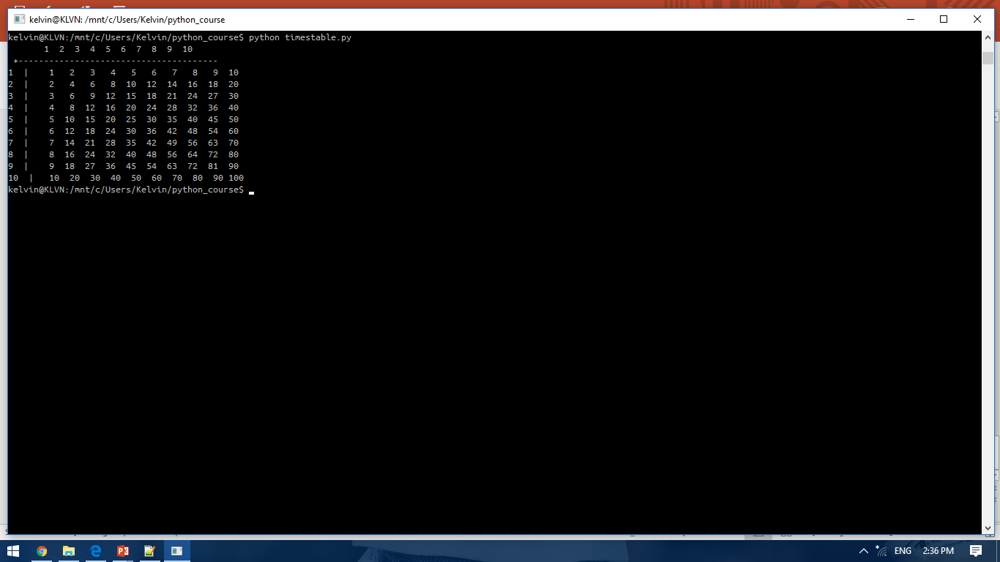 kelvin@KLVN: /mnt/c/Users/Kelvin/python_course
kelvin@KLVN:/mnt/c/Users/Kelvin/python_course$ python timestable.py
       1  2  3  4  5  6  7  8  9  10
 +---------------------------------------
1  |    1   2   3   4   5   6   7   8   9  10
2  |    2   4   6   8  10  12  14  16  18  20
3  |    3   6   9  12  15  18  21  24  27  30
4  |    4   8  12  16  20  24  28  32  36  40
5  |    5  10  15  20  25  30  35  40  45  50
6  |    6  12  18  24  30  36  42  48  54  60
7  |    7  14  21  28  35  42  49  56  63  70
8  |    8  16  24  32  40  48  56  64  72  80
9  |    9  18  27  36  45  54  63  72  81  90
10  |   10  20  30  40  50  60  70  80  90 100
kelvin@KLVN:/mnt/c/Users/Kelvin/python_course$
ENG 2:36 PM